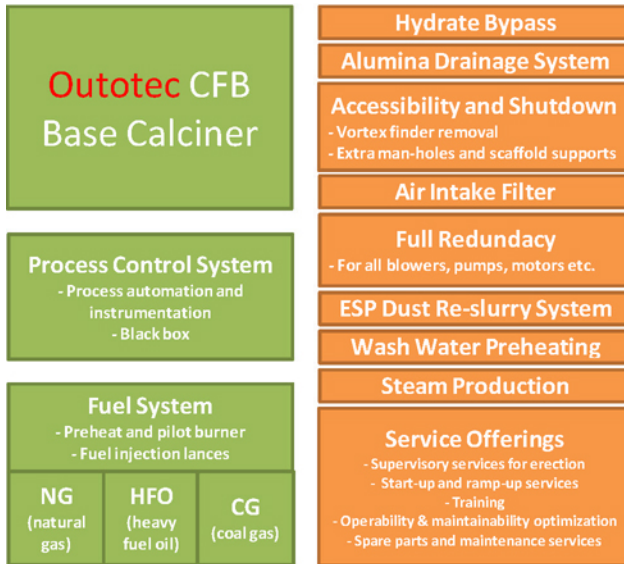 Outotec CFB
Base Calciner
Process Control System
- Process automation and
instrumentation
- Black box
Fuel System
- Preheat and pilot burner
- Fuel injection lances
NG
(natural
gas)
HFO
(heavy
fuel oil)
CG
(coal gas)
Hydrate Bypass
Alumina Drainage System
Accessibility and Shutdown
- Vortex finder removal
- Extra man-holes and scaffold supports
Air Intake Filter
Full Redundacy
- For all blowers, pumps, motors etc.
ESP Dust Re-slurry System
Wash Water Preheating
Steam Production
Service Offerings
- Supervisory services for erection
- Start-up and ramp-up services
- Training
- Operability & maintainability optimization
- Spare parts and maintenance services